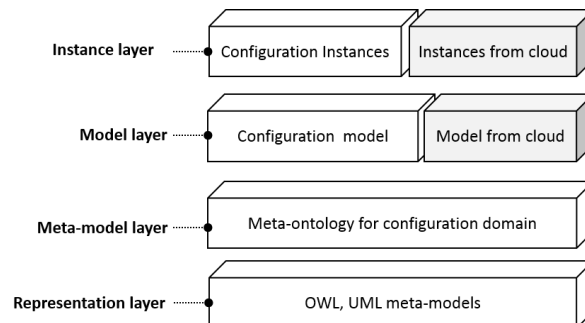 Instance layer
Configuration Instances
Instances from cloud
Model layer
Configuration model
Model from cloud
Meta-model layer
Meta-ontology for configuration domain
Representation layer
OWL, UML meta-models